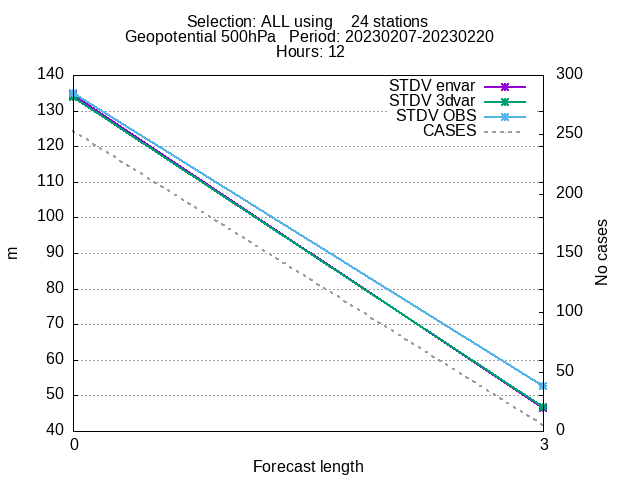 Selection: ALL using 24 stations
Geopotential 500hPa Period: 20230207-20230220
Hours: 12
140
130
120
110
100
90
80
70
60
50
40
300
250
200
150
100
50
0
STDV envar
STDV 3dvar
STDV OBS
CASES
m
No cases
0
3
Forecast length